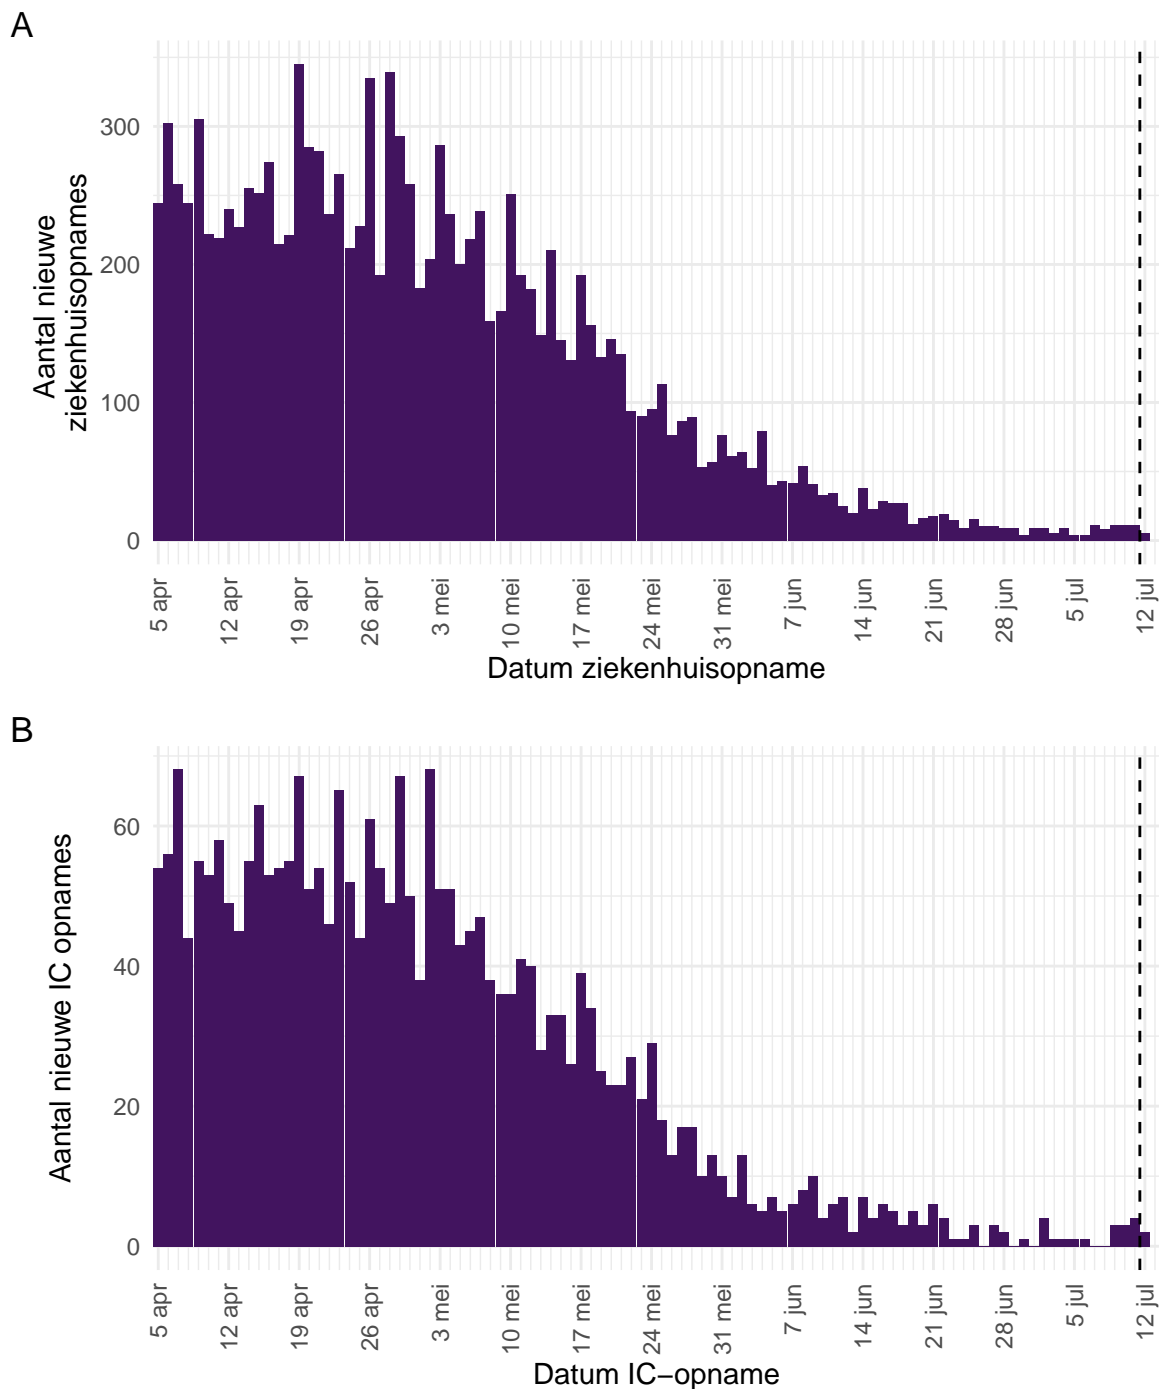 A
Aantal nieuwe
ziekenhuisopnames
300
200
100
0
5 apr
12 apr
19 apr
26 apr
3 mei
10 mei
17 mei
24 mei
31 mei
7 jun
14 jun
21 jun
28 jun
5 jul
12 jul
Datum ziekenhuisopname
B
Aantal nieuwe IC opnames
60
40
20
0
5 apr
12 apr
19 apr
26 apr
3 mei
10 mei
17 mei
24 mei
31 mei
7 jun
14 jun
21 jun
28 jun
5 jul
12 jul
Datum IC−opname